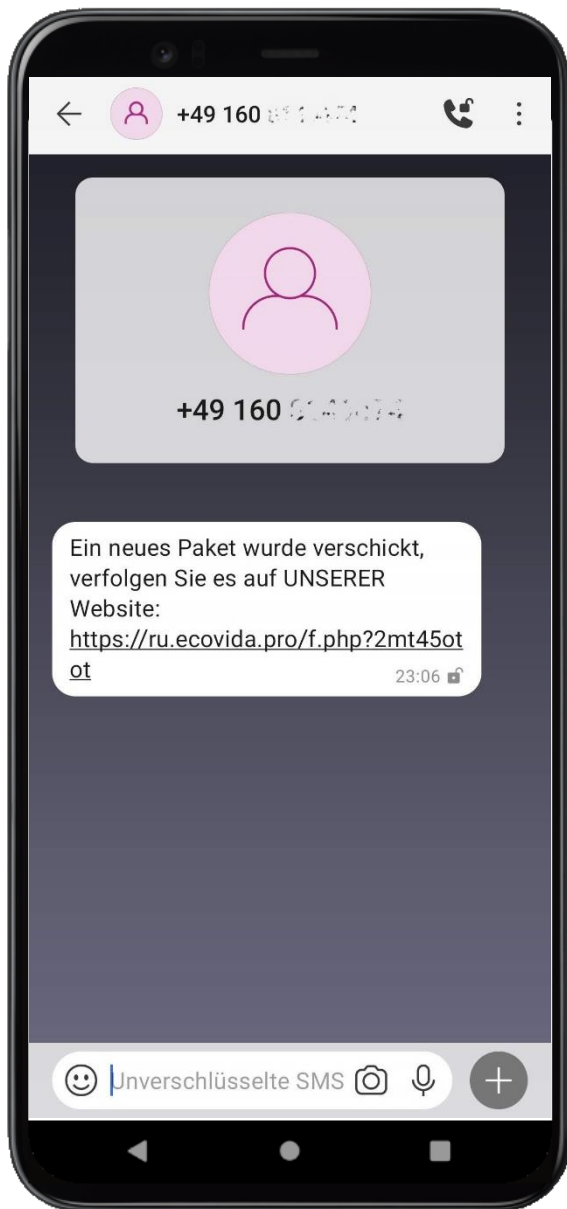 +49 160
+49 160
Ein neues Paket wurde verschickt,
verfolgen Sie es auf UNSERER
Website:
https://ru.ecovida.pro/f.php?2mt45ot
ot
23:06
Unverschlüsselte SMS